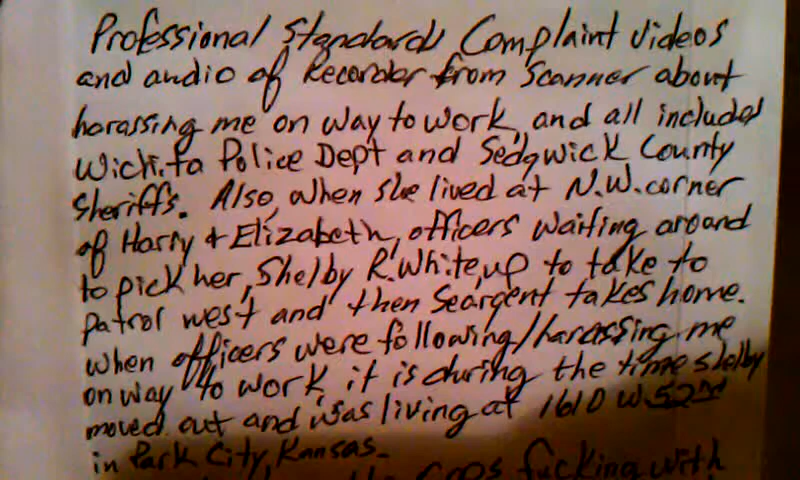 Professional Standards Complaint videos
and audio of Recorder from Scanner about
harassing me on way to work, and all included
Wichita Police Dept and Sedgwick County
Sheriffs. Also, when she lived at N.W. corner
of Harry & Elizabeth, officers waiting around
to pick her, Shelby R. White, up to take to
patrol west and then Seargent takes home.
When officers were following/harassing me
on way to work, it is during the time Shelby
moved out and was living at 1610 W. 52nd
in Park City, Kansas.
cops fucking with